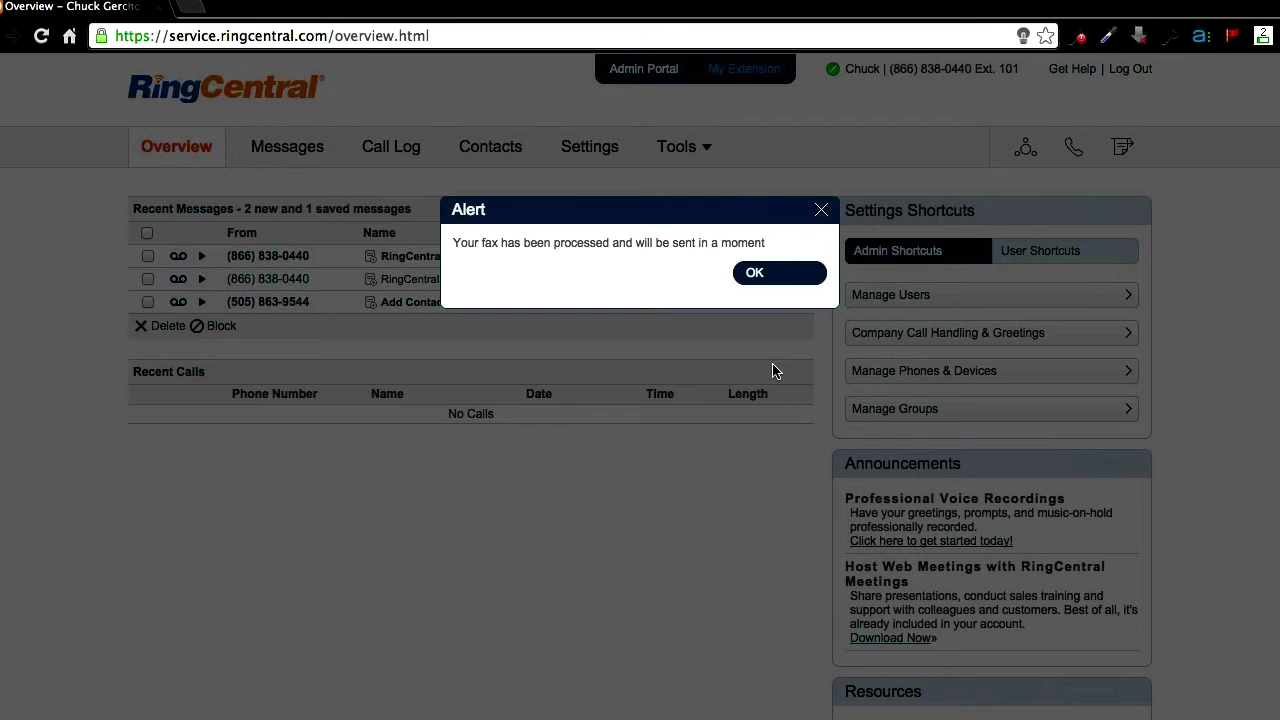 Overview – Chuck Gercho
https://service.ringcentral.com/overview.html
2
RingCentral®
Admin Portal
My Extension
Chuck | (866) 838-0440 Ext. 101
Get Help | Log Out
Overview
Messages
Call Log
Contacts
Settings
Tools
Recent Messages - 2 new and 1 saved messages
From
Name
(866) 838-0440
RingCentra
(866) 838-0440
RingCentral
(505) 863-9544
Add Contac
Delete
Block
Alert
Your fax has been processed and will be sent in a moment
OK
Recent Calls
Phone Number
Name
Date
Time
Length
No Calls
Settings Shortcuts
Admin Shortcuts
User Shortcuts
Manage Users
Company Call Handling & Greetings
Manage Phones & Devices
Manage Groups
Announcements
Professional Voice Recordings
Have your greetings, prompts, and music-on-hold
professionally recorded.
Click here to get started today!
Host Web Meetings with RingCentral
Meetings
Share presentations, conduct sales training and
support with colleagues and customers. Best of all, it's
already included in your account.
Download Now»
Resources